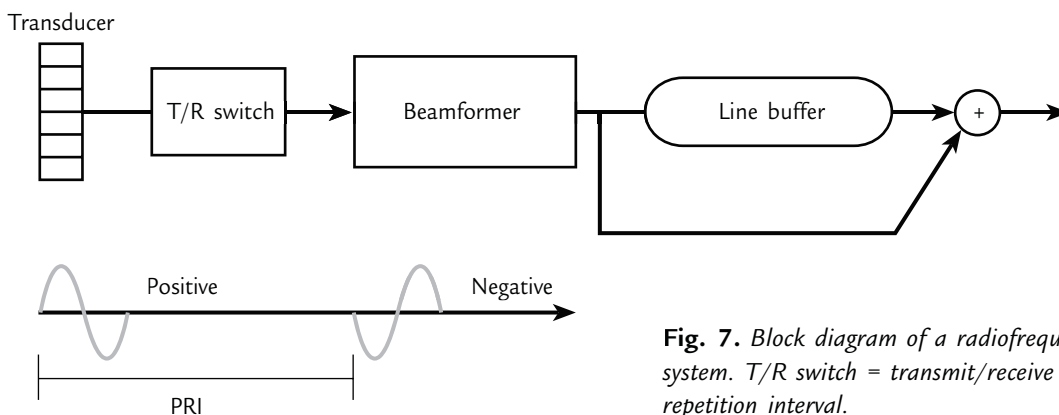 Transducer
T/R switch
Beamformer
Line buffer
+
Positive
Negative
PRI
Fig. 7. Block diagram of a
system. T/R switch = transmit/receive
repetition interval.